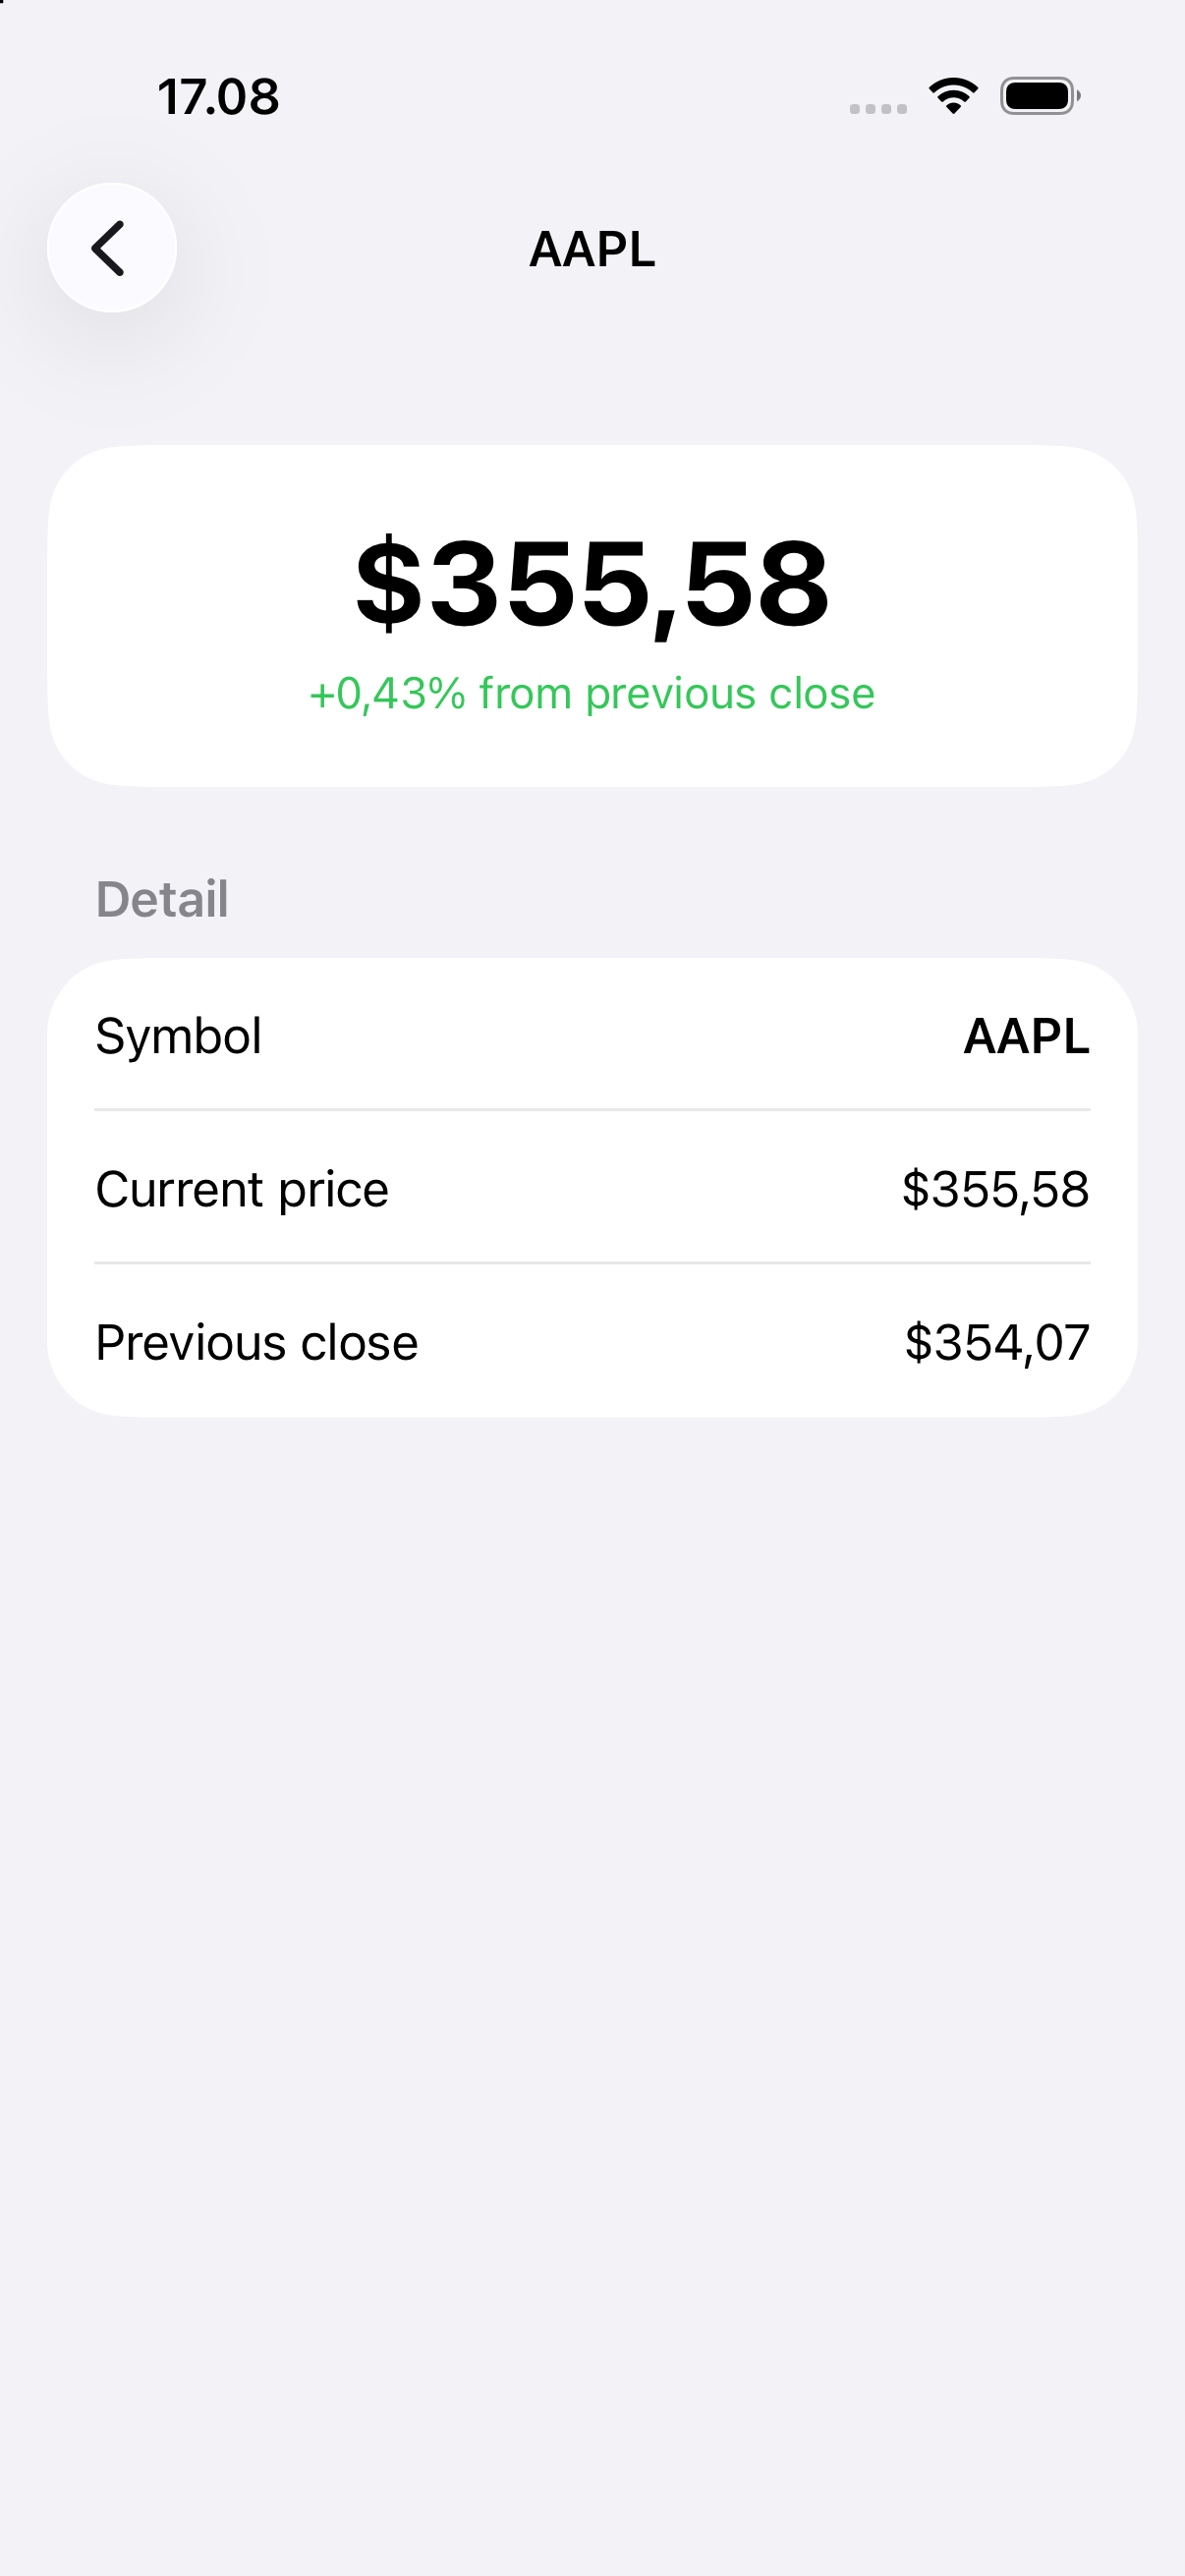 17.08
AAPL
$355,58
+0,43% from previous close
Detail
Symbol AAPL
Current price $355,58
Previous close $354,07